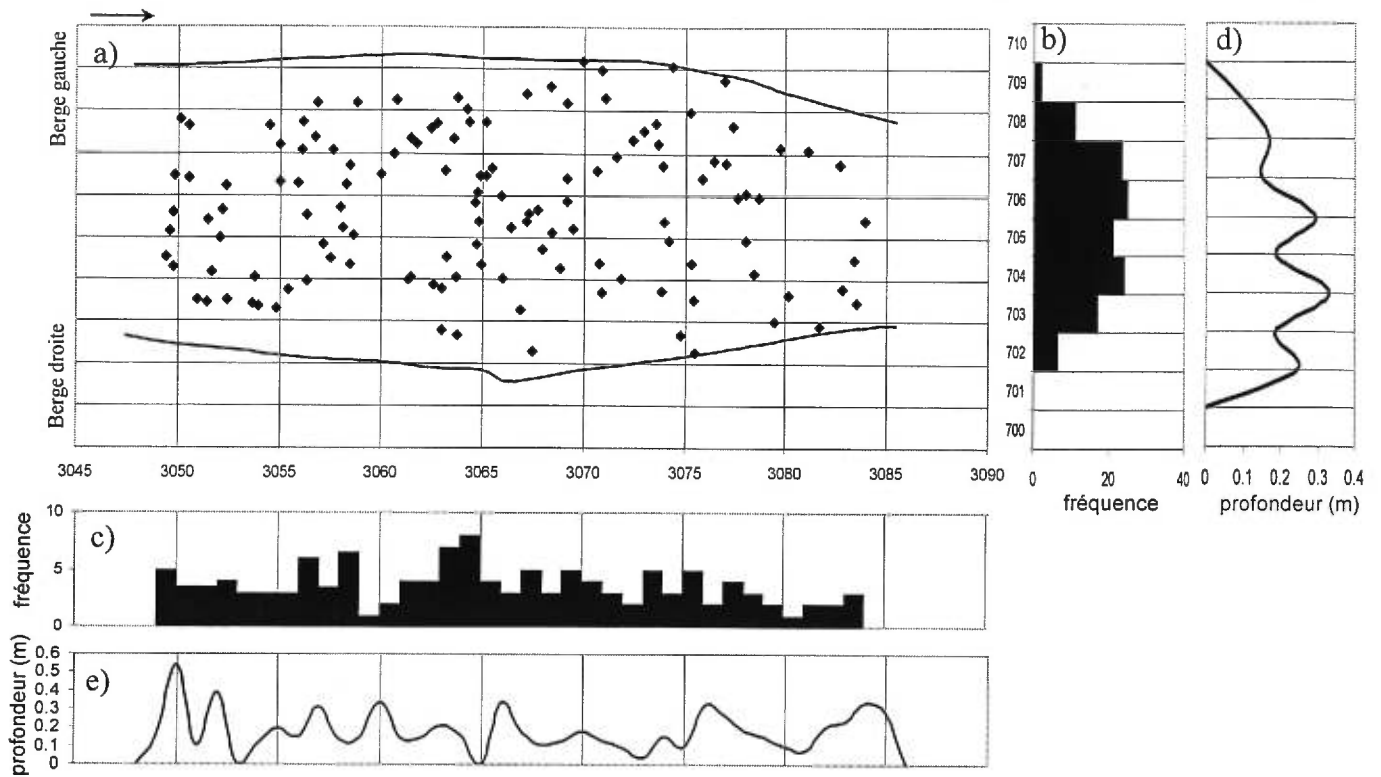 a)
Berge gauche
Berge droite
3045 3050 3055 3060 3065 3070 3075 3080 3085 3090
b)
710
709
708
707
706
705
704
703
702
701
700
0 20 40
fréquence
d)
0 0.1 0.2 0.3 0.4
profondeur (m)
c)
fréquence
10
5
0
e)
profondeur (m)
0.6
0.5
0.4
0.3
0.2
0.1
0